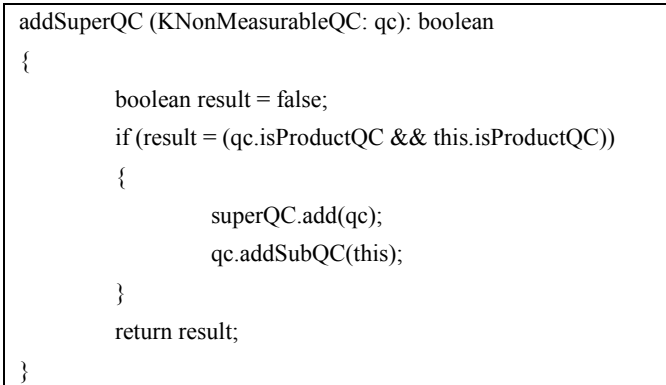 addSuperQC (KNonMeasurableQC: qc): boolean
{
boolean result = false;
if (result = (qc.isProductQC && this.isProductQC))
{
superQC.add(qc);
qc.addSubQC(this);
}
return result;
}